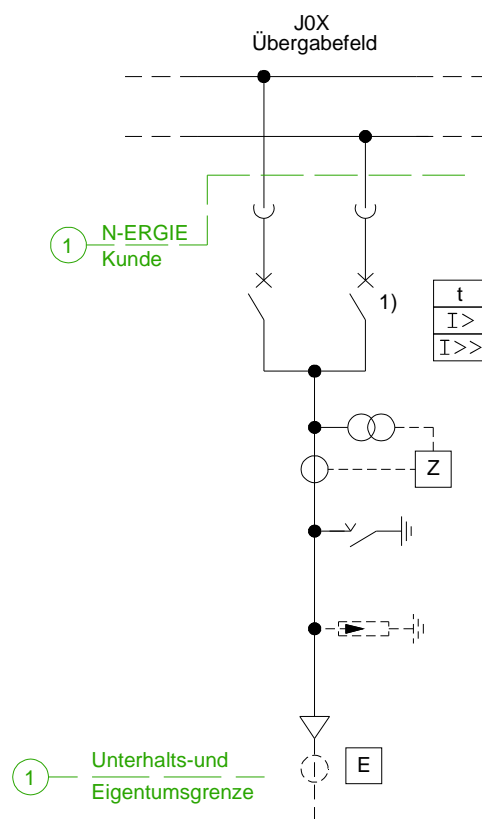 J0X
Übergabefeld
1
N-ERGIE
Kunde
1)
t
I>
I>>
Z
E
1
Unterhalts-und
Eigentumsgrenze